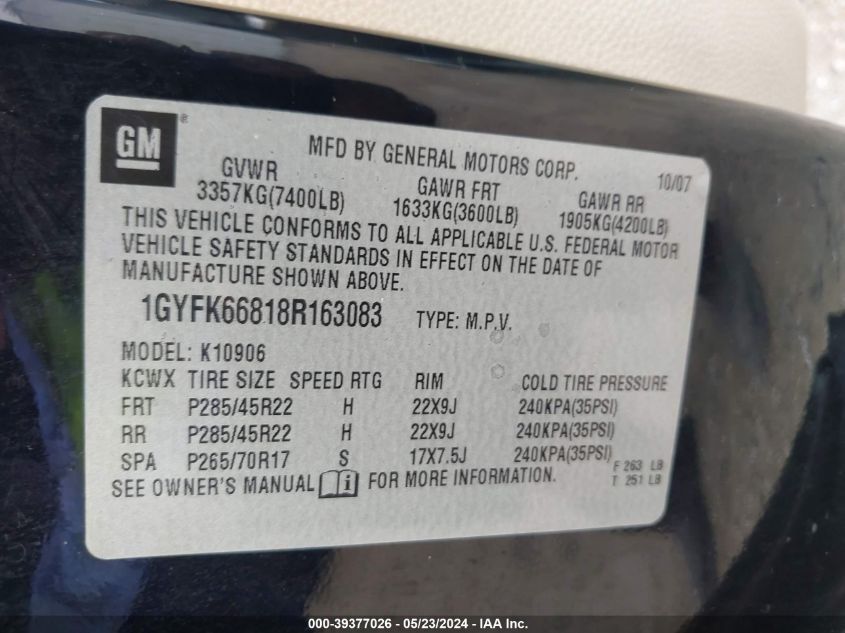 GM®
MFD BY GENERAL MOTORS CORP. 10/07
GVWR GAWR FRT GAWR RR
3357KG(7400LB) 1633KG(3600LB) 1905KG(4200LB)
THIS VEHICLE CONFORMS TO ALL APPLICABLE U.S. FEDERAL MOTOR
VEHICLE SAFETY STANDARDS IN EFFECT ON THE DATE OF
MANUFACTURE SHOWN ABOVE.
1GYFK66818R163083 TYPE: M.P.V.
MODEL: K10906
KCWX TIRE SIZE SPEED RTG RIM COLD TIRE PRESSURE
FRT P285/45R22 H 22X9J 240KPA(35PSI)
RR P285/45R22 H 22X9J 240KPA(35PSI)
SPA P265/70R17 S 17X7.5J 240KPA(35PSI)
F 263 LB
T 251 LB
SEE OWNER'S MANUAL i FOR MORE INFORMATION.
000-39377026 - 05/23/2024 - IAA Inc.